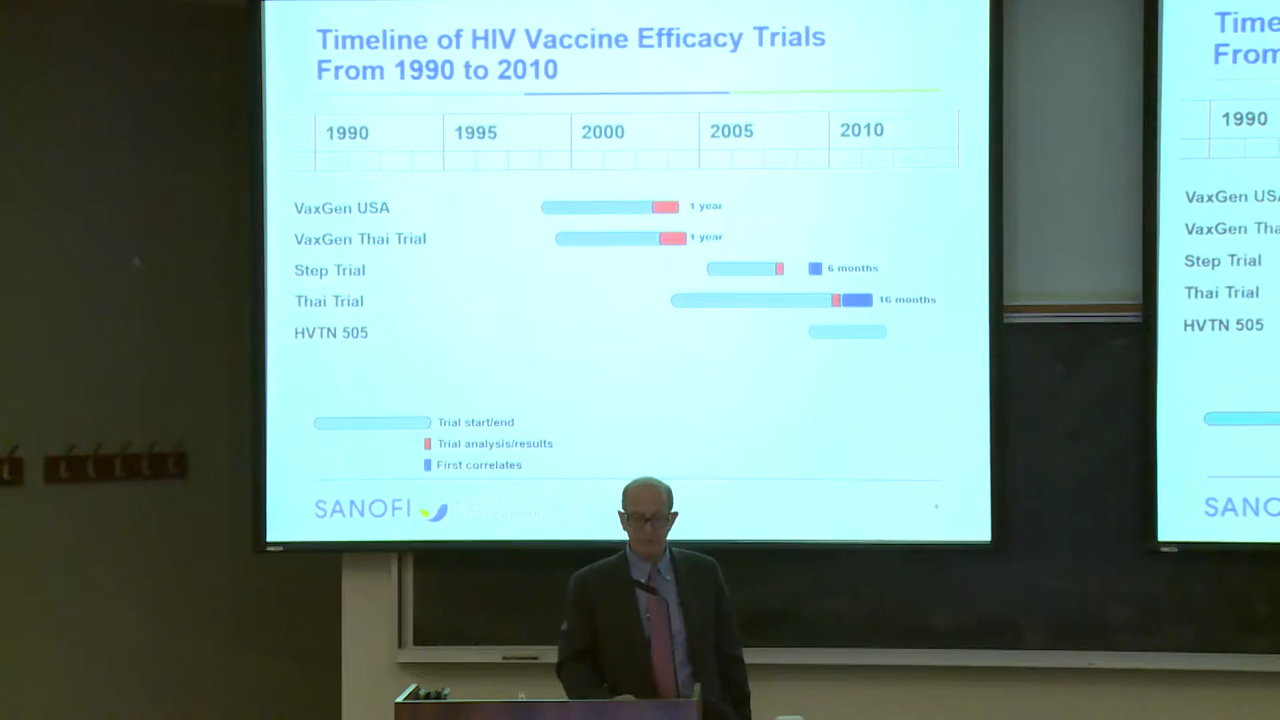 Timeline of HIV Vaccine Efficacy Trials
From 1990 to 2010
1990 1995 2000 2005 2010
VaxGen USA 1 year
VaxGen Thai Trial 1 year
Step Trial 6 months
Thai Trial 16 months
HVTN 505
Trial start/end
Trial analysis/results
First correlates
SANOFI
Time
From
1990
VaxGen USA
VaxGen Tha
Step Trial
Thai Trial
HVTN 505
SANO